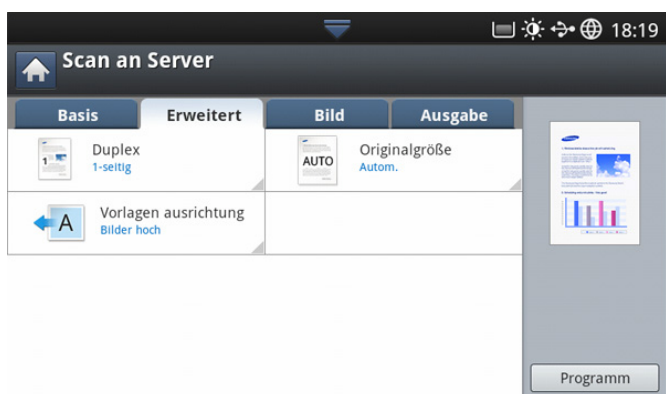 18:19
Scan an Server
Basis
Erweitert
Bild
Ausgabe
Duplex
1-seitig
AUTO
Originalgröße
Autom.
A
Vorlagen ausrichtung
Bilder hoch
Programm